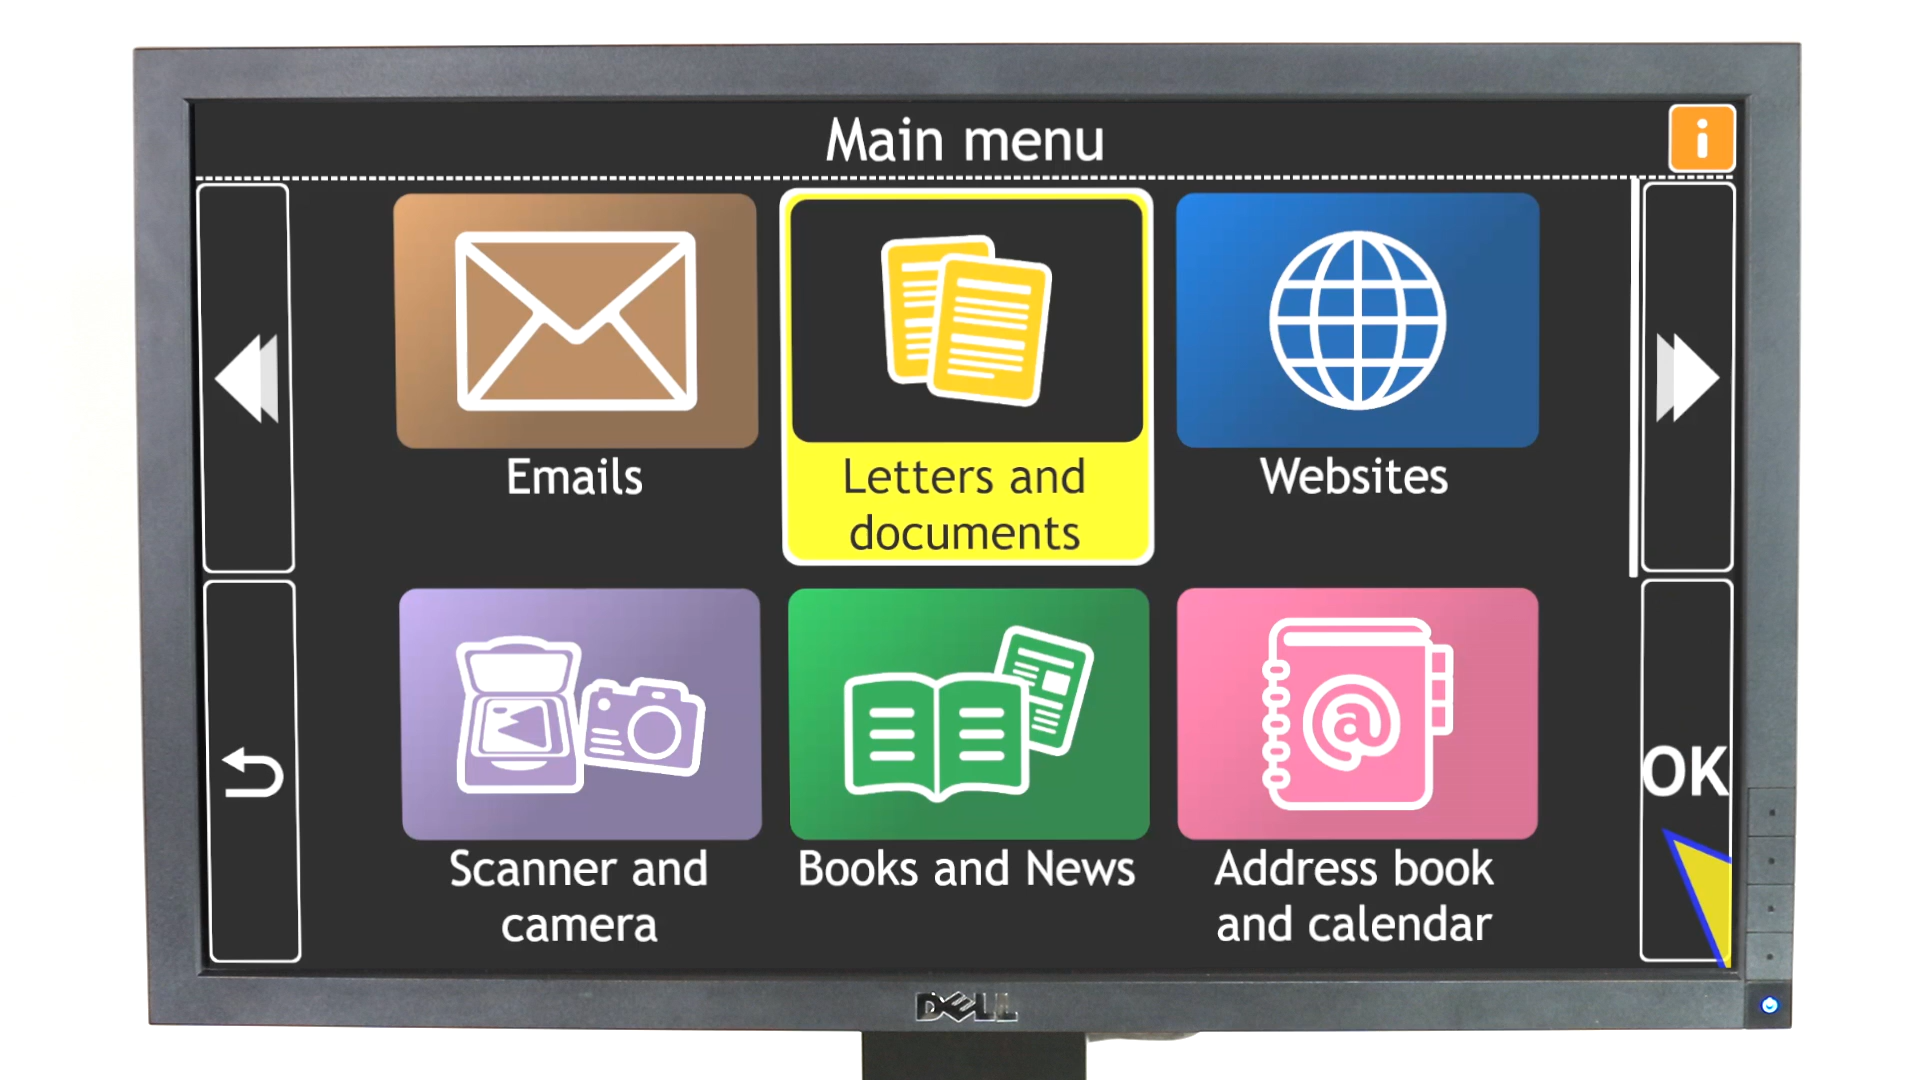 Main menu
i
Emails
Letters and
documents
Websites
Scanner and
camera
Books and News
Address book
and calendar
@
OK
DELL